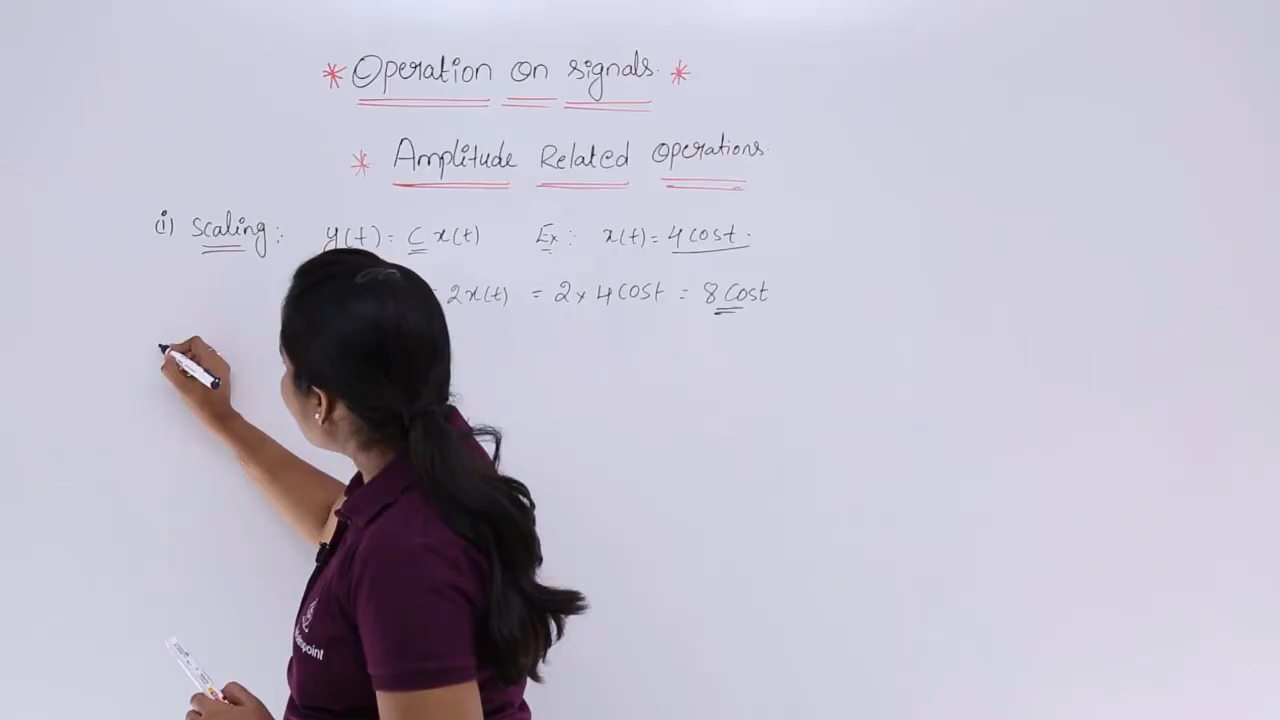 * Operation on signals. *
* Amplitude Related Operations.
(i) Scaling: y(t) = C x(t) Ex: x(t) = 4 cost.
= 2x(t) = 2 x 4 cost = 8 cost